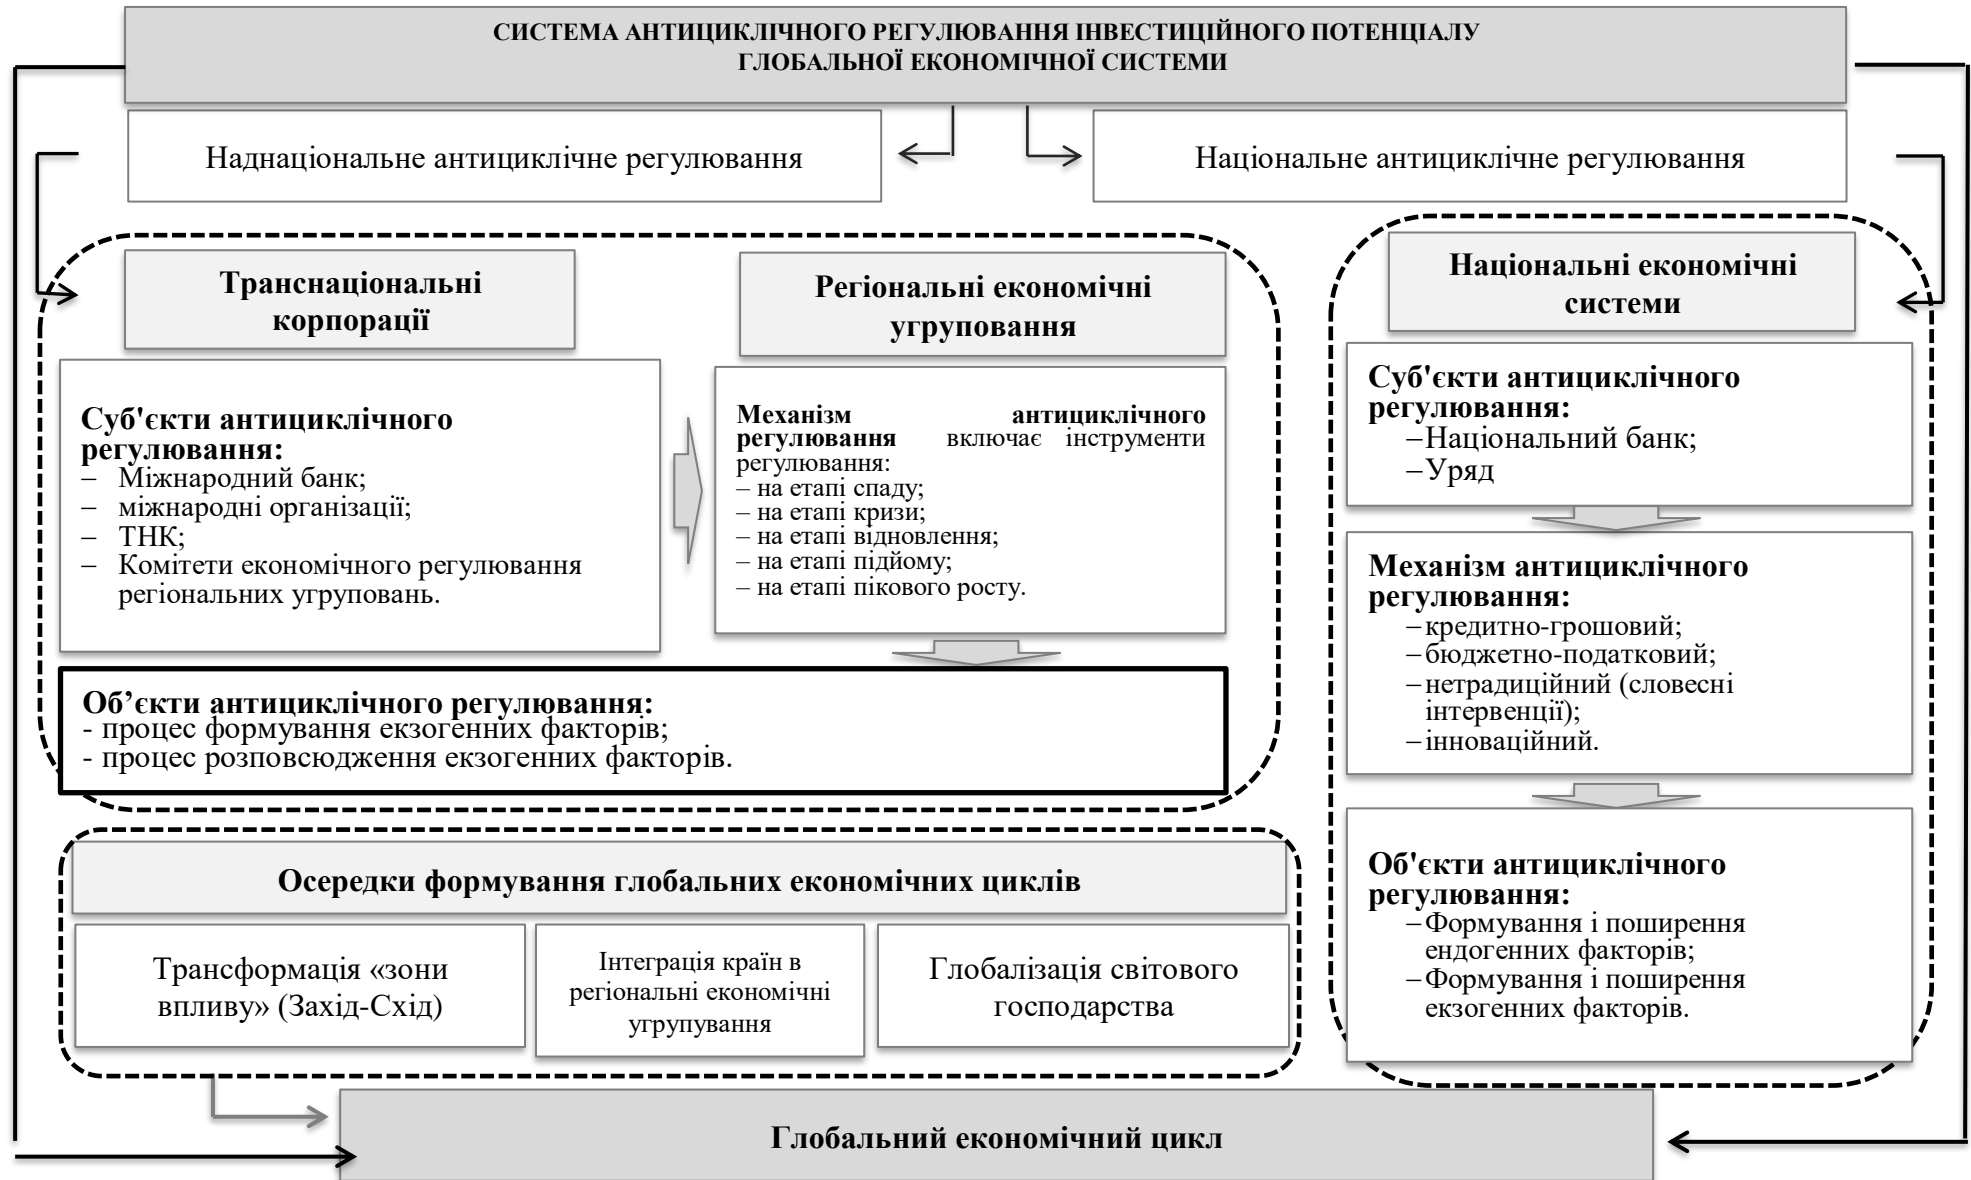 СИСТЕМА АНТИЦИКЛІЧНОГО РЕГУЛЮВАННЯ ІНВЕСТИЦІЙНОГО ПОТЕНЦІАЛУ
ГЛОБАЛЬНОЇ ЕКОНОМІЧНОЇ СИСТЕМИ
Наднаціональне антициклічне регулювання
Національне антициклічне регулювання
Транснаціональні
корпорації
Регіональні економічні
угруповання
Суб'єкти антициклічного
регулювання:
– Міжнародний банк;
– міжнародні організації;
– ТНК;
– Комітети економічного регулювання
регіональних угруповань.
Механізм антициклічного
регулювання включає інструменти
регулювання:
– на етапі спаду;
– на етапі кризи;
– на етапі відновлення;
– на етапі підйому;
– на етапі пікового росту.
Об’єкти антициклічного регулювання:
- процес формування екзогенних факторів;
- процес розповсюдження екзогенних факторів.
Національні економічні
системи
Суб'єкти антициклічного
регулювання:
–Національний банк;
–Уряд
Механізм антициклічного
регулювання:
–кредитно-грошовий;
–бюджетно-податковий;
–нетрадиційний (словесні
інтервенції);
–інноваційний.
Об'єкти антициклічного
регулювання:
–Формування і поширення
ендогенних факторів;
–Формування і поширення
екзогенних факторів.
Осередки формування глобальних економічних циклів
Трансформація «зони
впливу» (Захід-Схід)
Інтеграція країн в
регіональні економічні
угрупування
Глобалізація світового
господарства
Глобальний економічний цикл